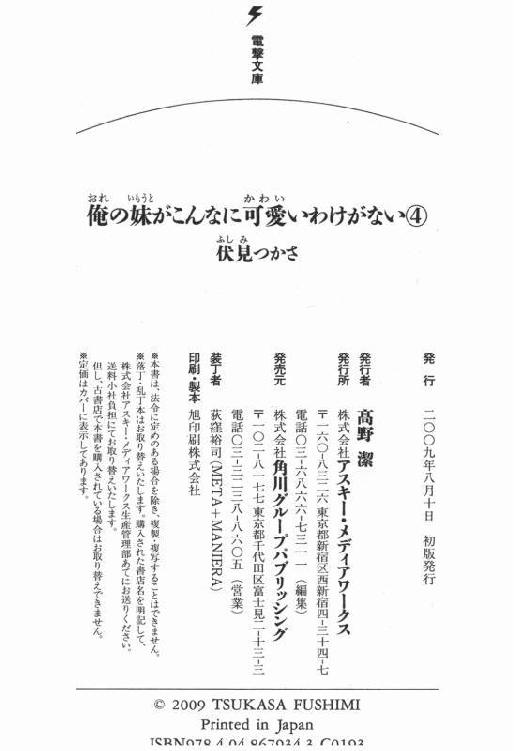 電撃文庫
俺の妹がこんなに可愛いわけがない④
伏見つかさ
発行 二〇〇九年八月十日 初版発行
発行者 髙野 潔
発行所 株式会社アスキー・メディアワークス
〒一六〇-八三二六 東京都新宿区西新宿四-三十四-七
電話〇三-六八六六-七三一一(編集)
発売元 株式会社角川グループパブリッシング
〒一〇二-八一七七 東京都千代田区富士見二-十三-三
電話〇三-三二三八-八六〇五(営業)
装丁者 荻窪裕司(META+MANIERA)
印刷・製本 旭印刷株式会社
※本書は、法令に定めのある場合を除き、複製・複写することはできません。
※落丁・乱丁本はお取り替えいたします。購入された書店名を明記して、
株式会社アスキー・メディアワークス生産管理部あてにお送りください。
送料小社負担にてお取り替えいたします。
但し、古書店で本書を購入されている場合はお取り替えできません。
※定価はカバーに表示してあります。
© 2009 TSUKASA FUSHIMI
Printed in Japan
ISBN978-4-04-867934-3 C0193